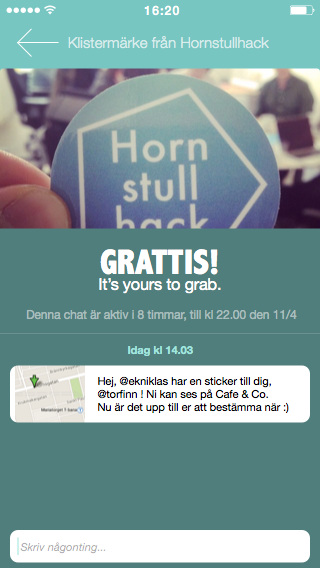 16:20
Klistermärke från Hornstullhack
Horn
stull
hack
GRATTIS!
It's yours to grab.
Denna chat är aktiv i 8 timmar, till kl 22.00 den 11/4
Idag kl 14.03
Hej, @ekniklas har en sticker till dig,
@torfinn ! Ni kan ses på Cafe & Co.
Nu är det upp till er att bestämma när :)
Skriv någonting...